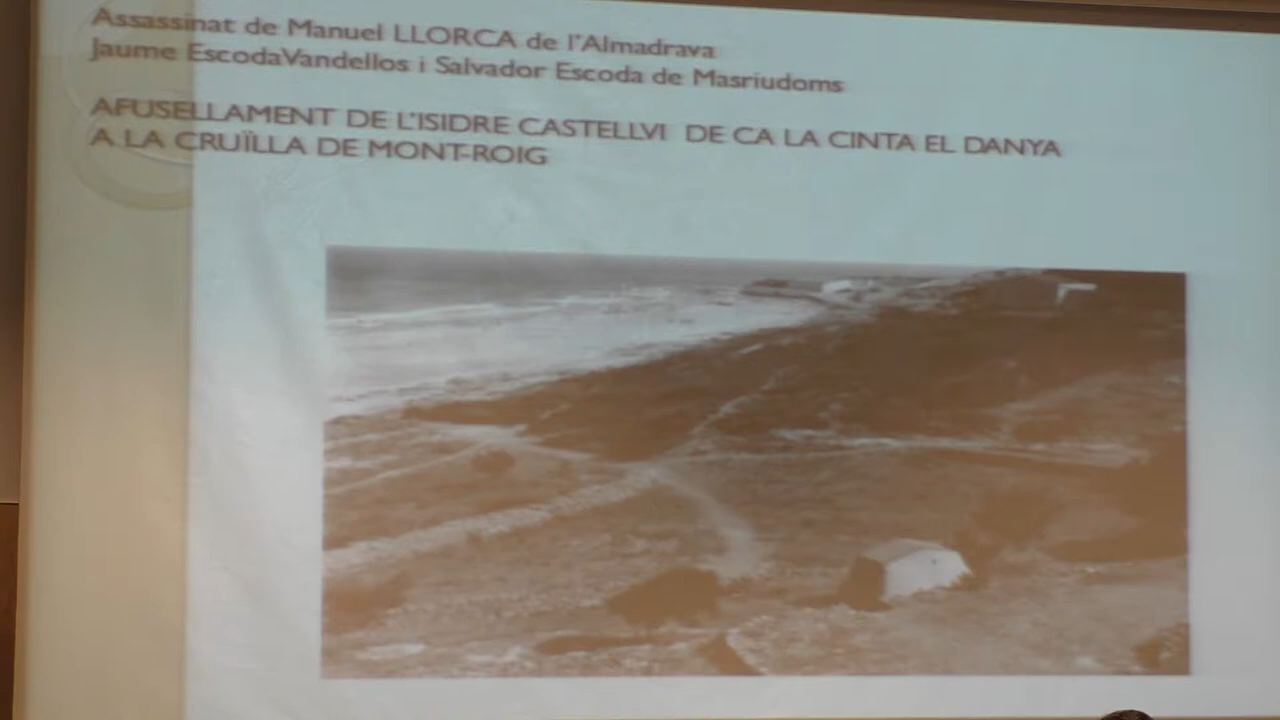 Assassinat de Manuel LLORCA de l'Almadrava
Jaume EscodaVandellos i Salvador Escoda de Masriudoms
AFUSELLAMENT DE L'ISIDRE CASTELLVI DE CA LA CINTA EL DANYA
A LA CRUÏLLA DE MONT-ROIG